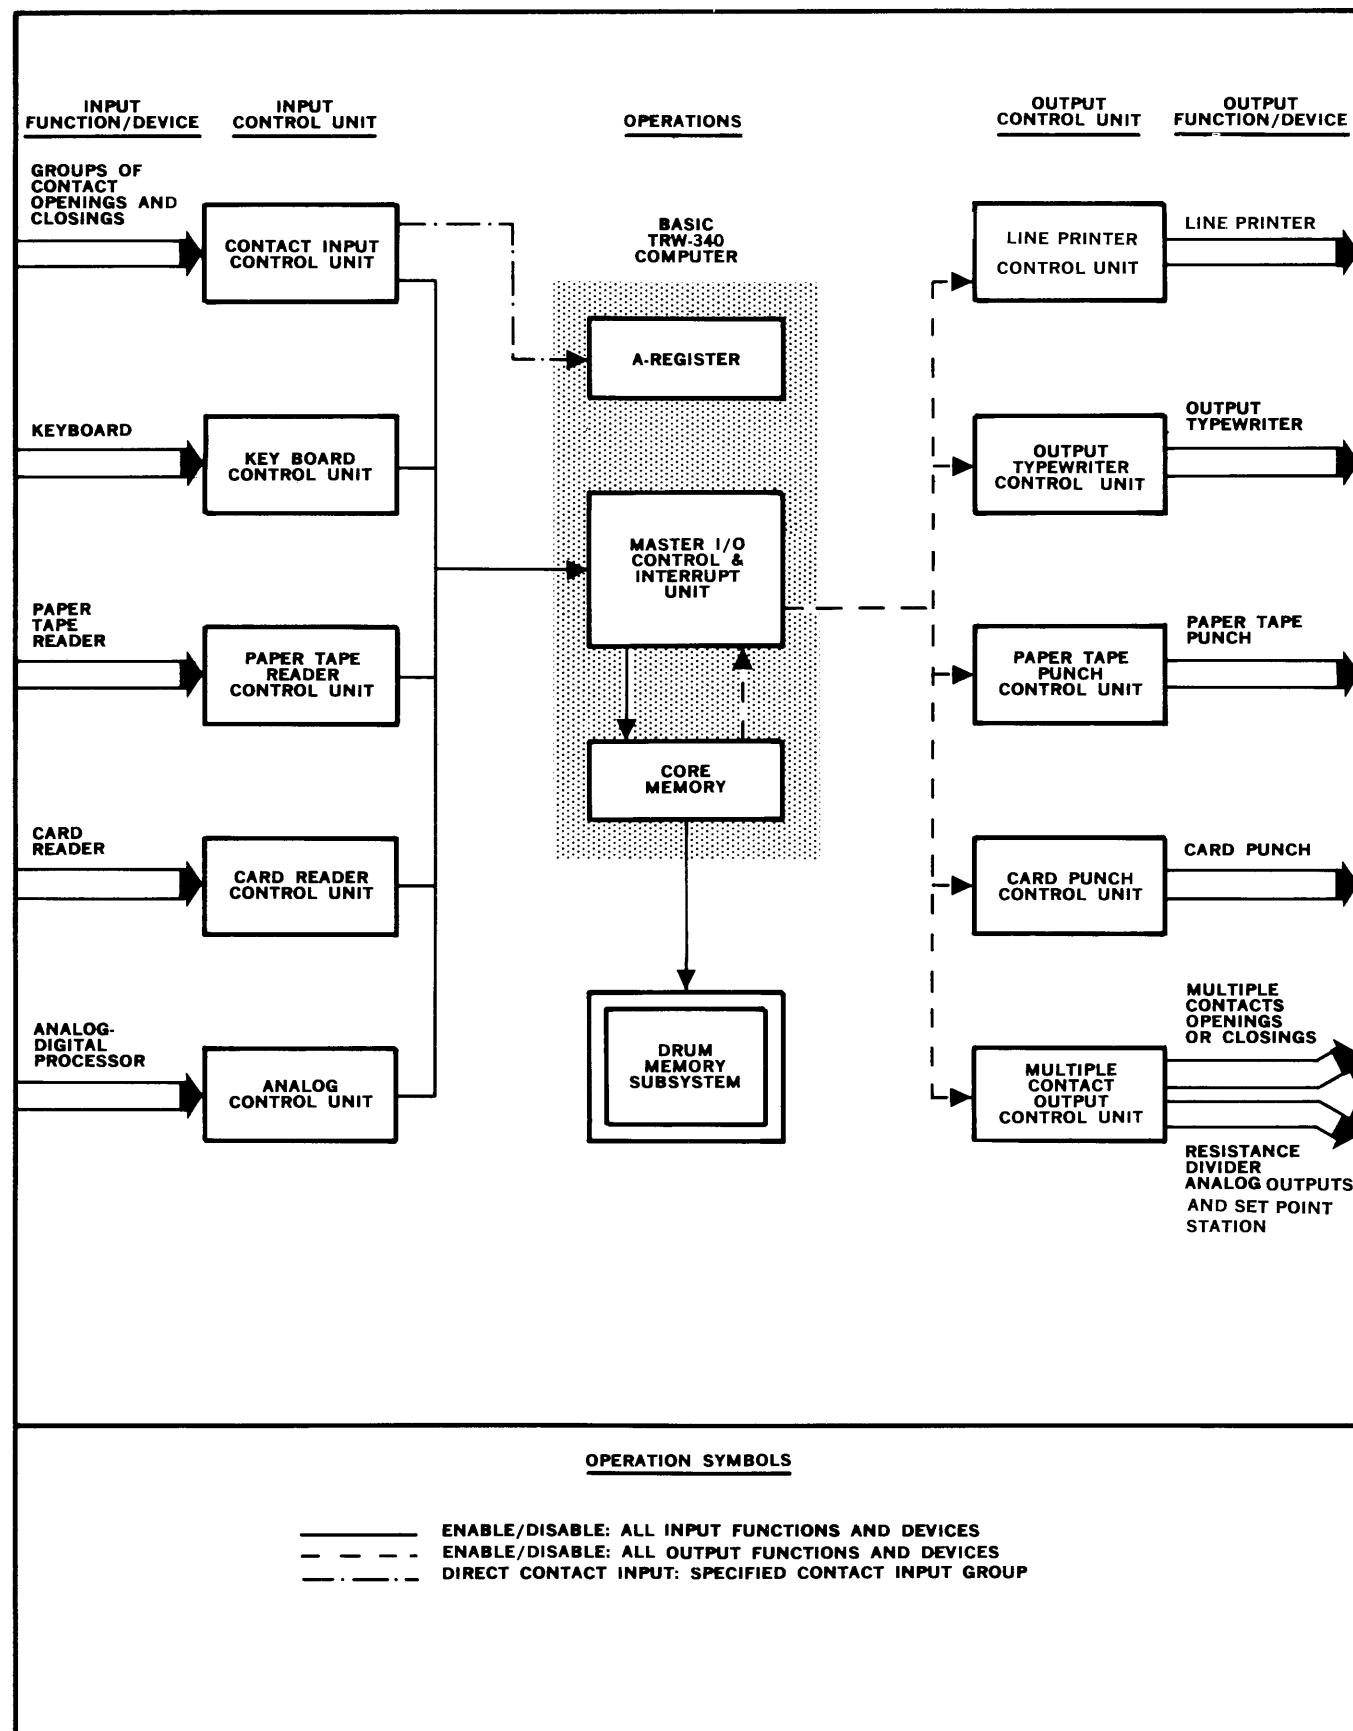 INPUT
FUNCTION/DEVICE
INPUT
CONTROL UNIT
OPERATIONS
OUTPUT
CONTROL UNIT
OUTPUT
FUNCTION/DEVICE
GROUPS OF
CONTACT
OPENINGS AND
CLOSINGS
CONTACT INPUT
CONTROL UNIT
BASIC
TRW-340
COMPUTER
LINE PRINTER
CONTROL UNIT
LINE PRINTER
A-REGISTER
KEYBOARD
KEY BOARD
CONTROL UNIT
MASTER I/O
CONTROL &
INTERRUPT
UNIT
OUTPUT
TYPEWRITER
CONTROL UNIT
OUTPUT
TYPEWRITER
PAPER
TAPE
READER
PAPER TAPE
READER
CONTROL UNIT
PAPER TAPE
PUNCH
CONTROL UNIT
PAPER TAPE
PUNCH
CORE
MEMORY
CARD
READER
CARD READER
CONTROL UNIT
CARD PUNCH
CONTROL UNIT
CARD PUNCH
ANALOG-
DIGITAL
PROCESSOR
ANALOG
CONTROL UNIT
DRUM
MEMORY
SUBSYSTEM
MULTIPLE
CONTACT
OUTPUT
CONTROL UNIT
MULTIPLE
CONTACTS
OPENINGS
OR CLOSINGS
RESISTANCE
DIVIDER
ANALOG OUTPUTS
AND SET POINT
STATION
OPERATION SYMBOLS
ENABLE/DISABLE: ALL INPUT FUNCTIONS AND DEVICES
ENABLE/DISABLE: ALL OUTPUT FUNCTIONS AND DEVICES
DIRECT CONTACT INPUT: SPECIFIED CONTACT INPUT GROUP